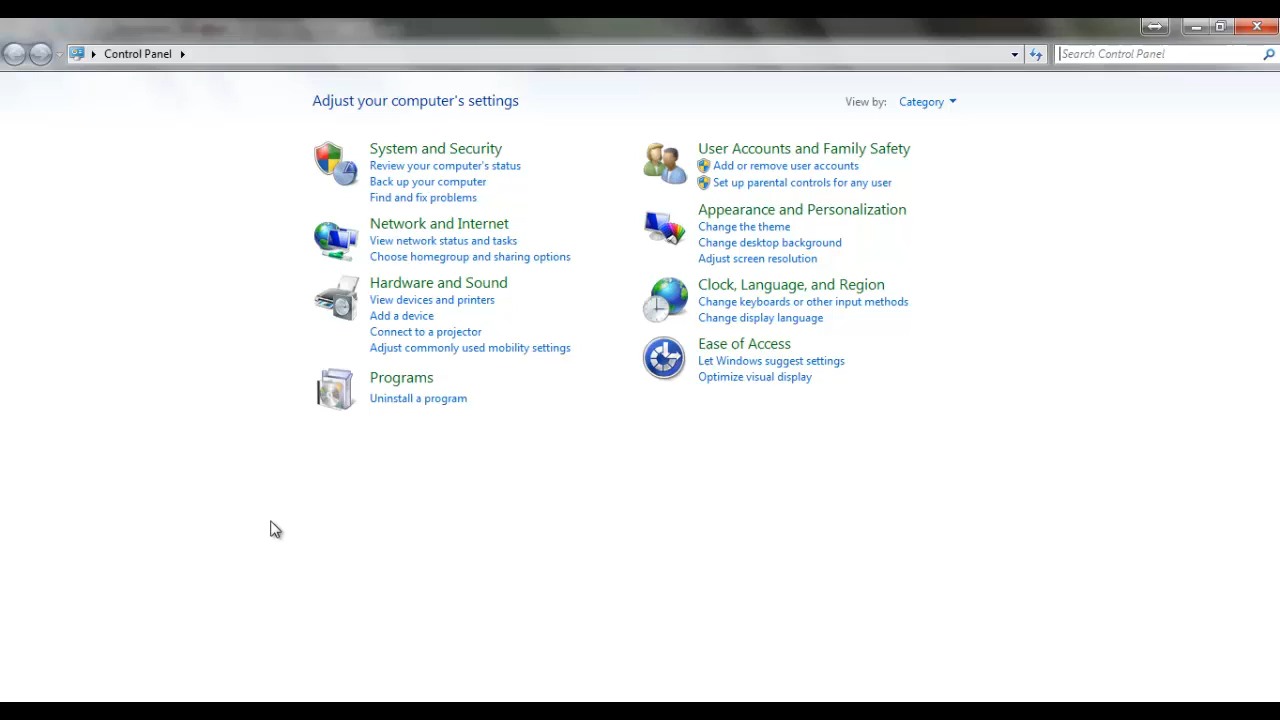 Control Panel
Search Control Panel
Adjust your computer's settings
View by: Category
System and Security
Review your computer's status
Back up your computer
Find and fix problems
Network and Internet
View network status and tasks
Choose homegroup and sharing options
Hardware and Sound
View devices and printers
Add a device
Connect to a projector
Adjust commonly used mobility settings
Programs
Uninstall a program
User Accounts and Family Safety
Add or remove user accounts
Set up parental controls for any user
Appearance and Personalization
Change the theme
Change desktop background
Adjust screen resolution
Clock, Language, and Region
Change keyboards or other input methods
Change display language
Ease of Access
Let Windows suggest settings
Optimize visual display